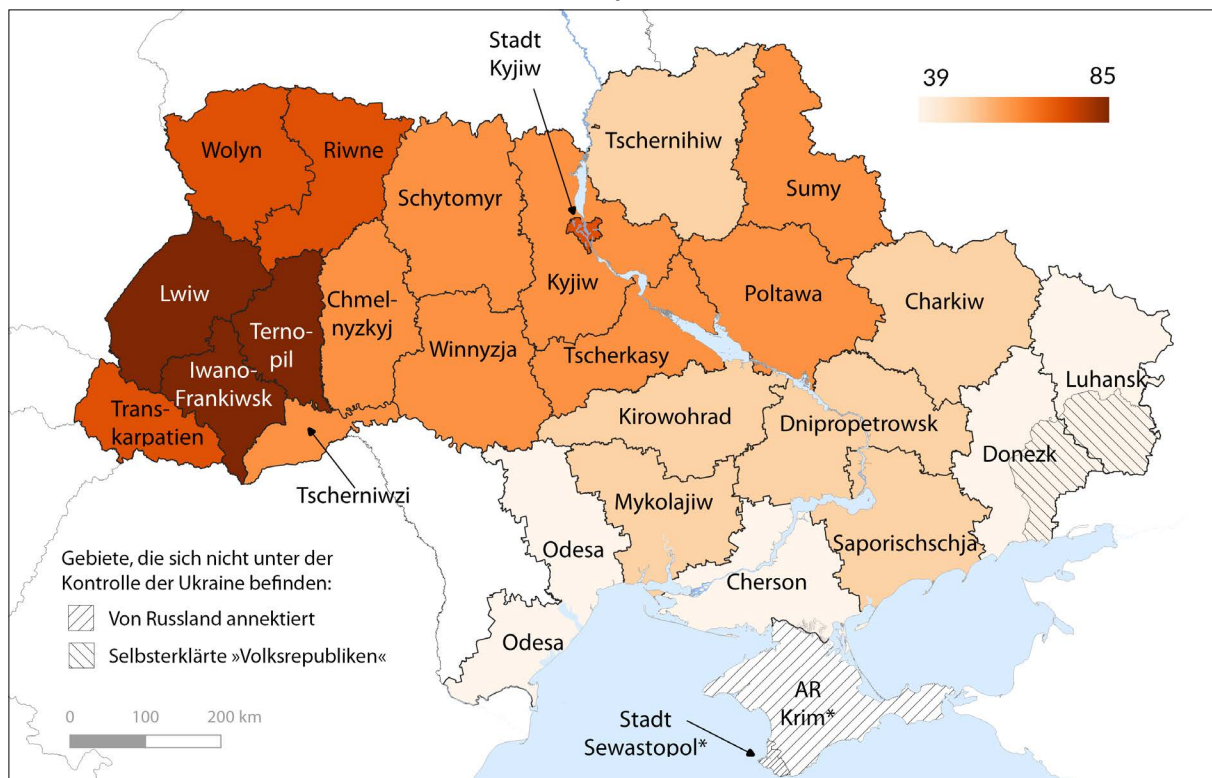 Stadt
Kyjiw
39
85
Wolyn
Riwne
Tschernihiw
Schytomyr
Sumy
Lwiw
Kyjiw
Poltawa
Charkiw
Chmel-
nyzkyj
Terno-
pil
Winnyzja
Tscherkasy
Iwano-
Frankiwsk
Luhansk
Trans-
karpatien
Kirowohrad
Dnipropetrowsk
Donezk
Tscherniwzi
Mykolajiw
Saporischschja
Odesa
Cherson
Gebiete, die sich nicht unter der
Kontrolle der Ukraine befinden:
Von Russland annektiert
Selbsterklärte »Volksrepubliken«
Odesa
AR
Krim*
Stadt
Sewastopol*
0
100
200 km